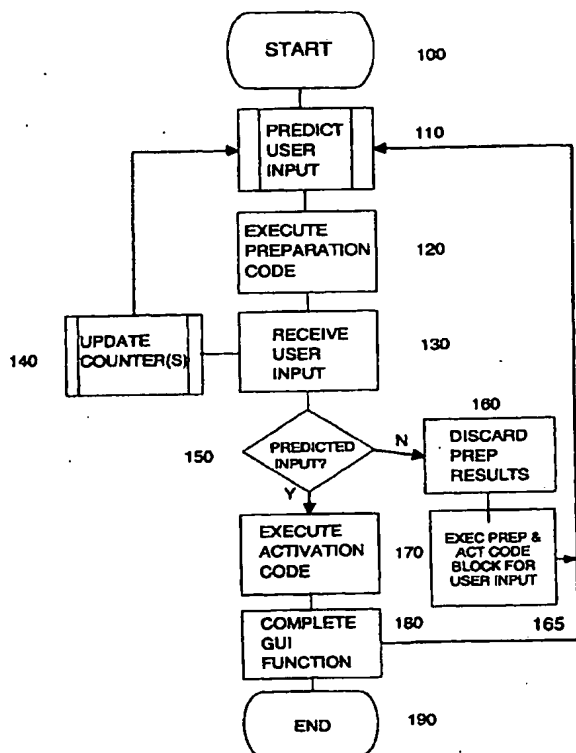 START
100
PREDICT
USER
INPUT
110
EXECUTE
PREPARATION
CODE
120
UPDATE
COUNTER(S)
140
RECEIVE
USER
INPUT
130
PREDICTED
INPUT?
150
N
Y
160
DISCARD
PREP
RESULTS
EXECUTE
ACTIVATION
CODE
170
EXEC PREP &
ACT CODE
BLOCK FOR
USER INPUT
165
COMPLETE
GUI
FUNCTION
180
END
190